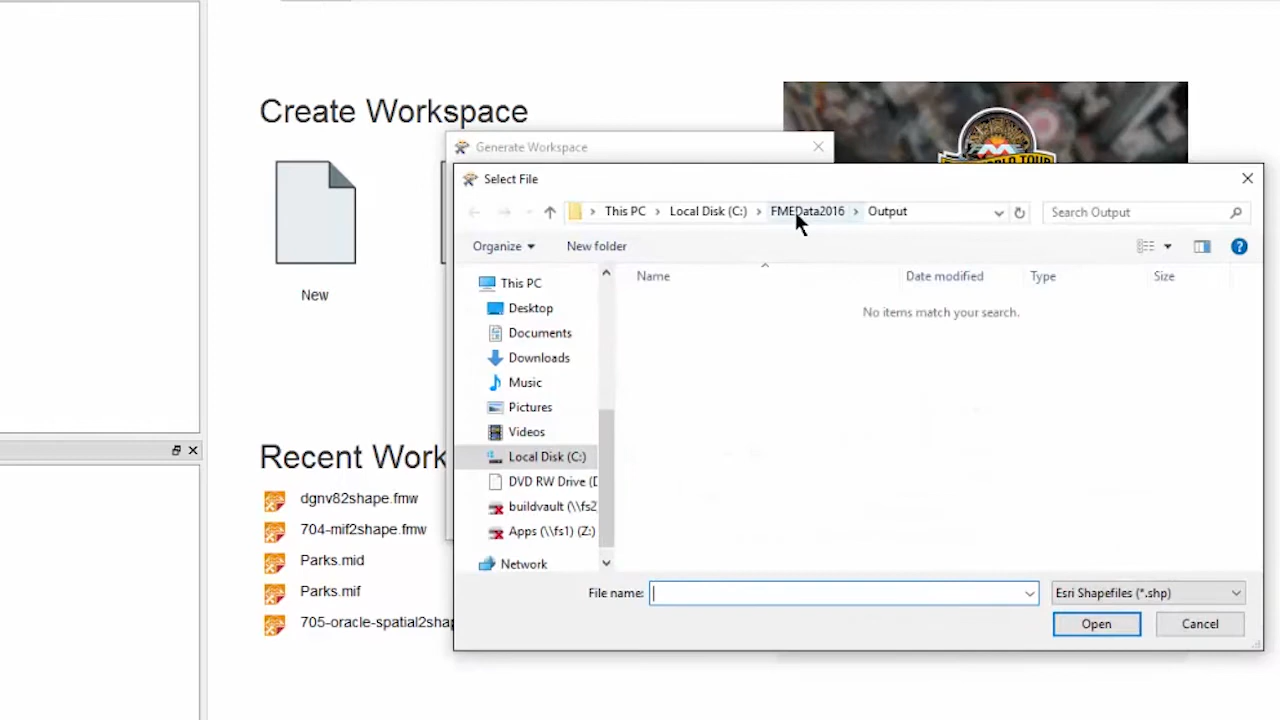 Create Workspace
Generate Workspace
WORLD TOUR
Select File
This PC
Local Disk (C:)
FMEData2016
Output
Search Output
Organize
New folder
Name
Date modified
Type
Size
No items match your search.
This PC
Desktop
Documents
Downloads
Music
Pictures
Videos
Local Disk (C:)
DVD RW Drive (D
buildvault (\\fs2
Apps (\\fs1) (Z:)
Network
New
Recent Work
dgnv82shape.fmw
704-mif2shape.fmw
Parks.mid
Parks.mif
705-oracle-spatial2shap
File name:
Esri Shapefiles (*.shp)
Open
Cancel